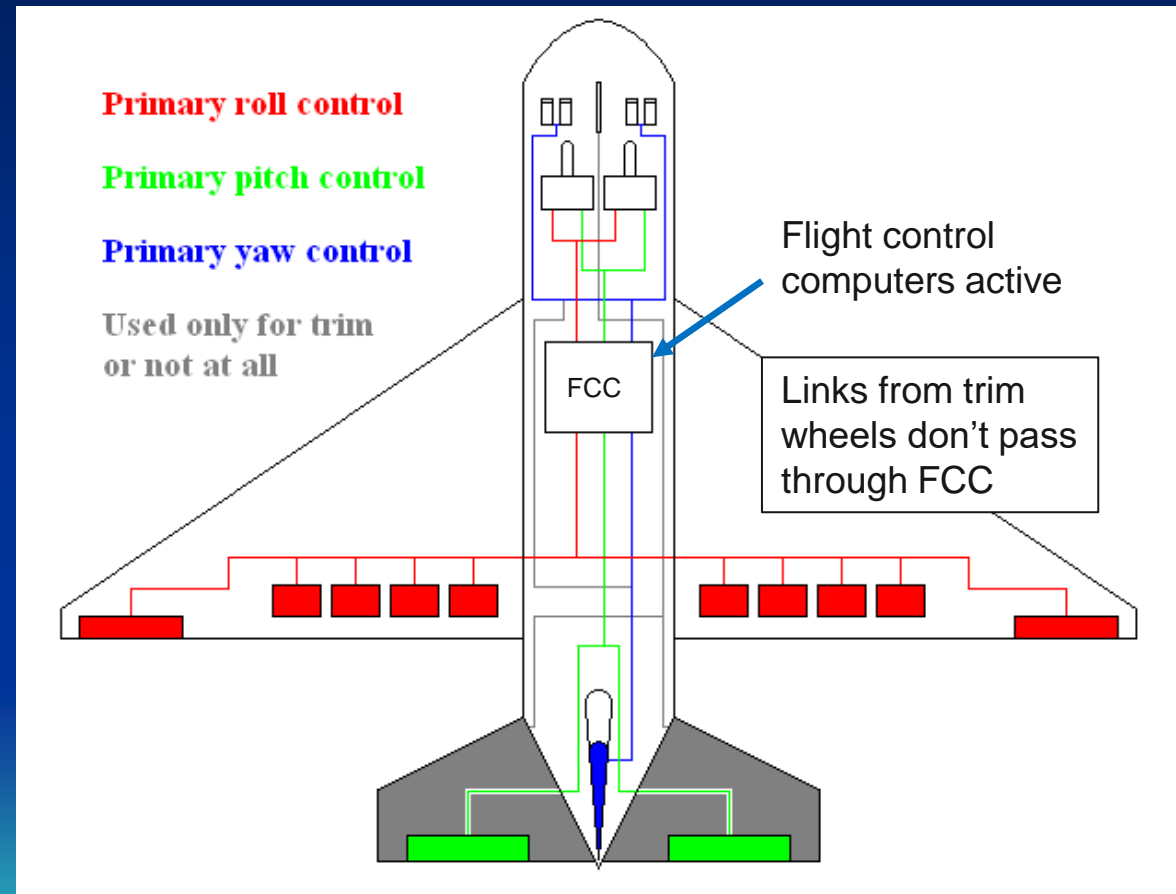 Primary roll control
Primary pitch control
Primary yaw control
Used only for trim
or not at all
Flight control
computers active
FCC
Links from trim
wheels don’t pass
through FCC